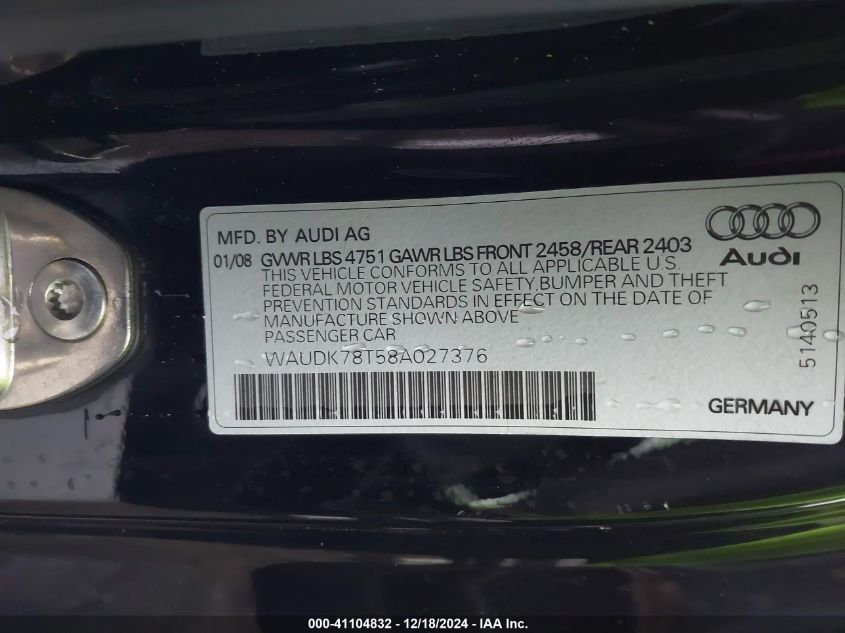 MFD. BY AUDI AG
01/08 GVWR LBS 4751 GAWR LBS FRONT 2458/REAR 2403
THIS VEHICLE CONFORMS TO ALL APPLICABLE U.S.
FEDERAL MOTOR VEHICLE SAFETY, BUMPER AND THEFT
PREVENTION STANDARDS IN EFFECT ON THE DATE OF
MANUFACTURE SHOWN ABOVE
PASSENGER CAR
WAUDK78T58A027376
Audi
5140513
GERMANY
000-41104832 - 12/18/2024 - IAA Inc.